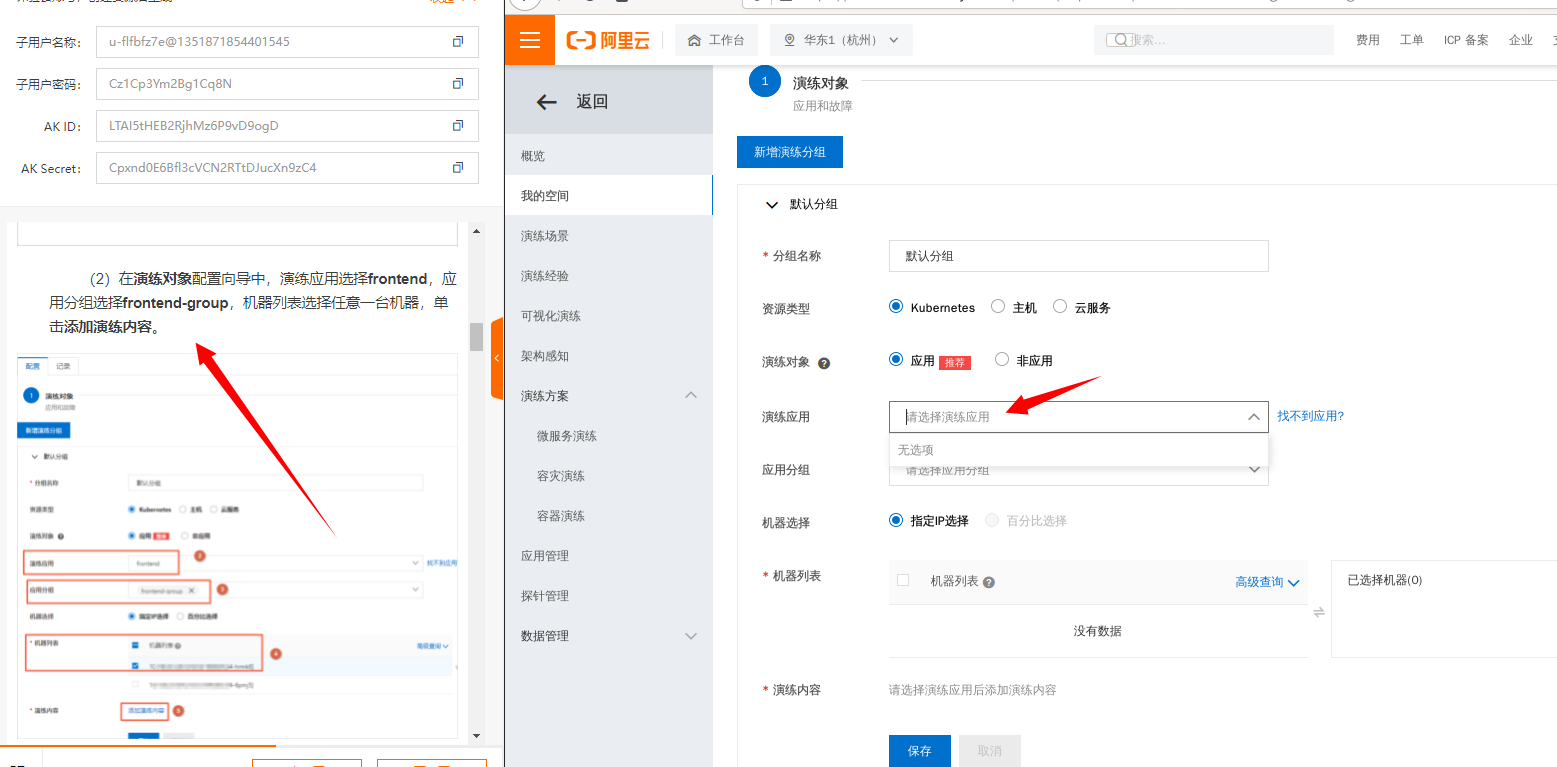 子用户名称：
u-flfbfz7e@1351871854401545
子用户密码：
Cz1Cp3Ym2Bg1Cq8N
AK ID：
LTAI5tHEB2RjhMz6P9vD9ogD
AK Secret：
Cpxnd0E6Bfl3cVCN2RTtDJucXn9zC4
（2）在演练对象配置向导中，演练应用选择frontend，应
用分组选择frontend-group，机器列表选择任意一台机器，单
击添加演练内容。
配置 记录
1 演练对象
应用和故障
新增演练分组
默认分组
* 分组名称 默认分组
资源类型 Kubernetes 主机 云服务
演练对象 应用 推荐 非应用
演练应用 frontend 找不到应用
应用分组 frontend-group
机器选择 指定IP选择 百分比选择
* 机器列表 机器列表 高级查询
* 演练内容 添加演练内容
阿里云
工作台
华东1（杭州）
搜索...
费用 工单 ICP 备案 企业
返回
概览
我的空间
演练场景
演练经验
可视化演练
架构感知
演练方案
微服务演练
容灾演练
容器演练
应用管理
探针管理
数据管理
1 演练对象
应用和故障
新增演练分组
默认分组
* 分组名称 默认分组
资源类型 Kubernetes 主机 云服务
演练对象 ? 应用 推荐 非应用
演练应用 请选择演练应用 找不到应用?
无选项
应用分组 请选择应用分组
机器选择 指定IP选择 百分比选择
* 机器列表 机器列表 ? 高级查询 已选择机器(0)
没有数据
* 演练内容 请选择演练应用后添加演练内容
保存 取消